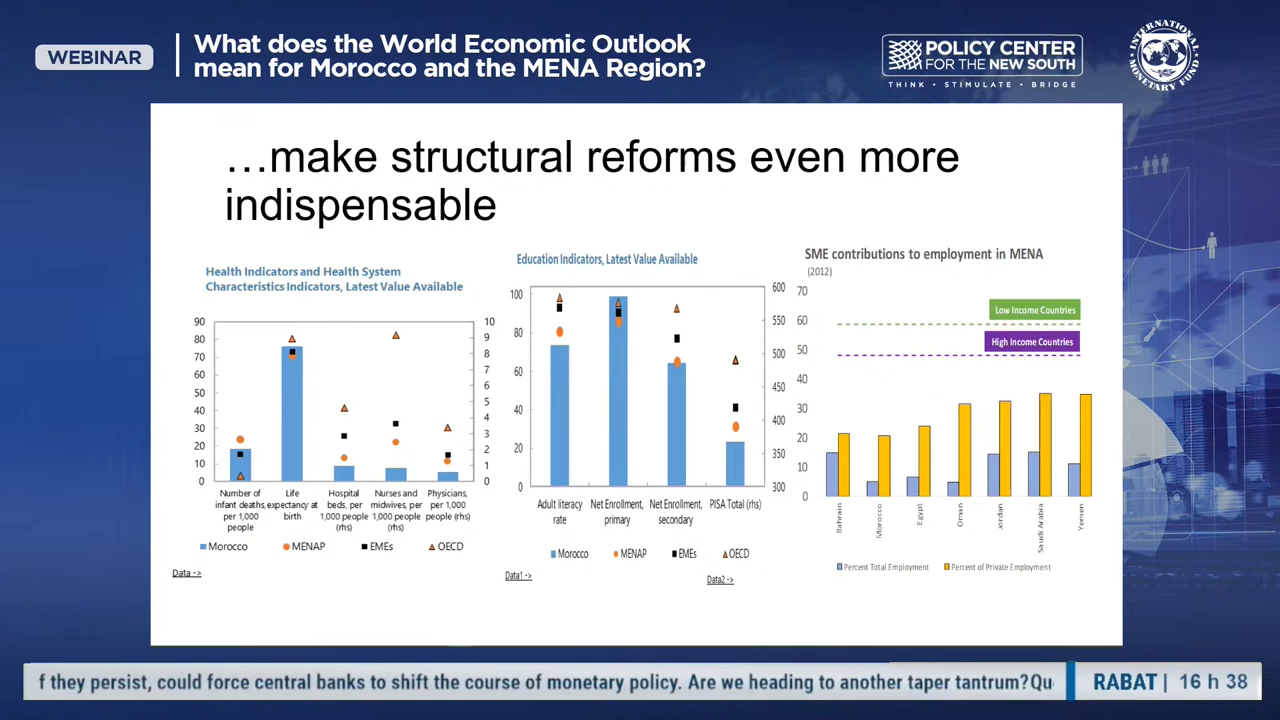 WEBINAR
What does the World Economic Outlook
mean for Morocco and the MENA Region?
POLICY CENTER
FOR THE NEW SOUTH
THINK • STIMULATE • BRIDGE
INTERNATIONAL MONETARY FUND
…make structural reforms even more
indispensable
Health Indicators and Health System
Characteristics Indicators, Latest Value Available
90
80
70
60
50
40
30
20
10
0
10
9
8
7
6
5
4
3
2
1
0
Number of
infant deaths,
per 1,000
people
Life
expectancy at
birth
Hospital
beds, per
1,000 people
(rhs)
Nurses and
midwives, per
1,000 people
(rhs)
Physicians,
per 1,000
people (rhs)
Morocco
MENAP
EMEs
OECD
Data ->
Education Indicators, Latest Value Available
100
80
60
40
20
0
600
550
500
450
400
350
300
Adult literacy
rate
Net Enrollment,
primary
Net Enrollment,
secondary
PISA Total (rhs)
Morocco
MENAP
EMEs
OECD
Data1 ->
Data2 ->
SME contributions to employment in MENA
(2012)
70
60
50
40
30
20
10
0
Low Income Countries
High Income Countries
Bahrain
Morocco
Egypt
Oman
Jordan
Saudi Arabia
Yemen
Percent Total Employment
Percent of Private Employment
f they persist, could force central banks to shift the course of monetary policy. Are we heading to another taper tantrum?Qu
RABAT | 16 h 38